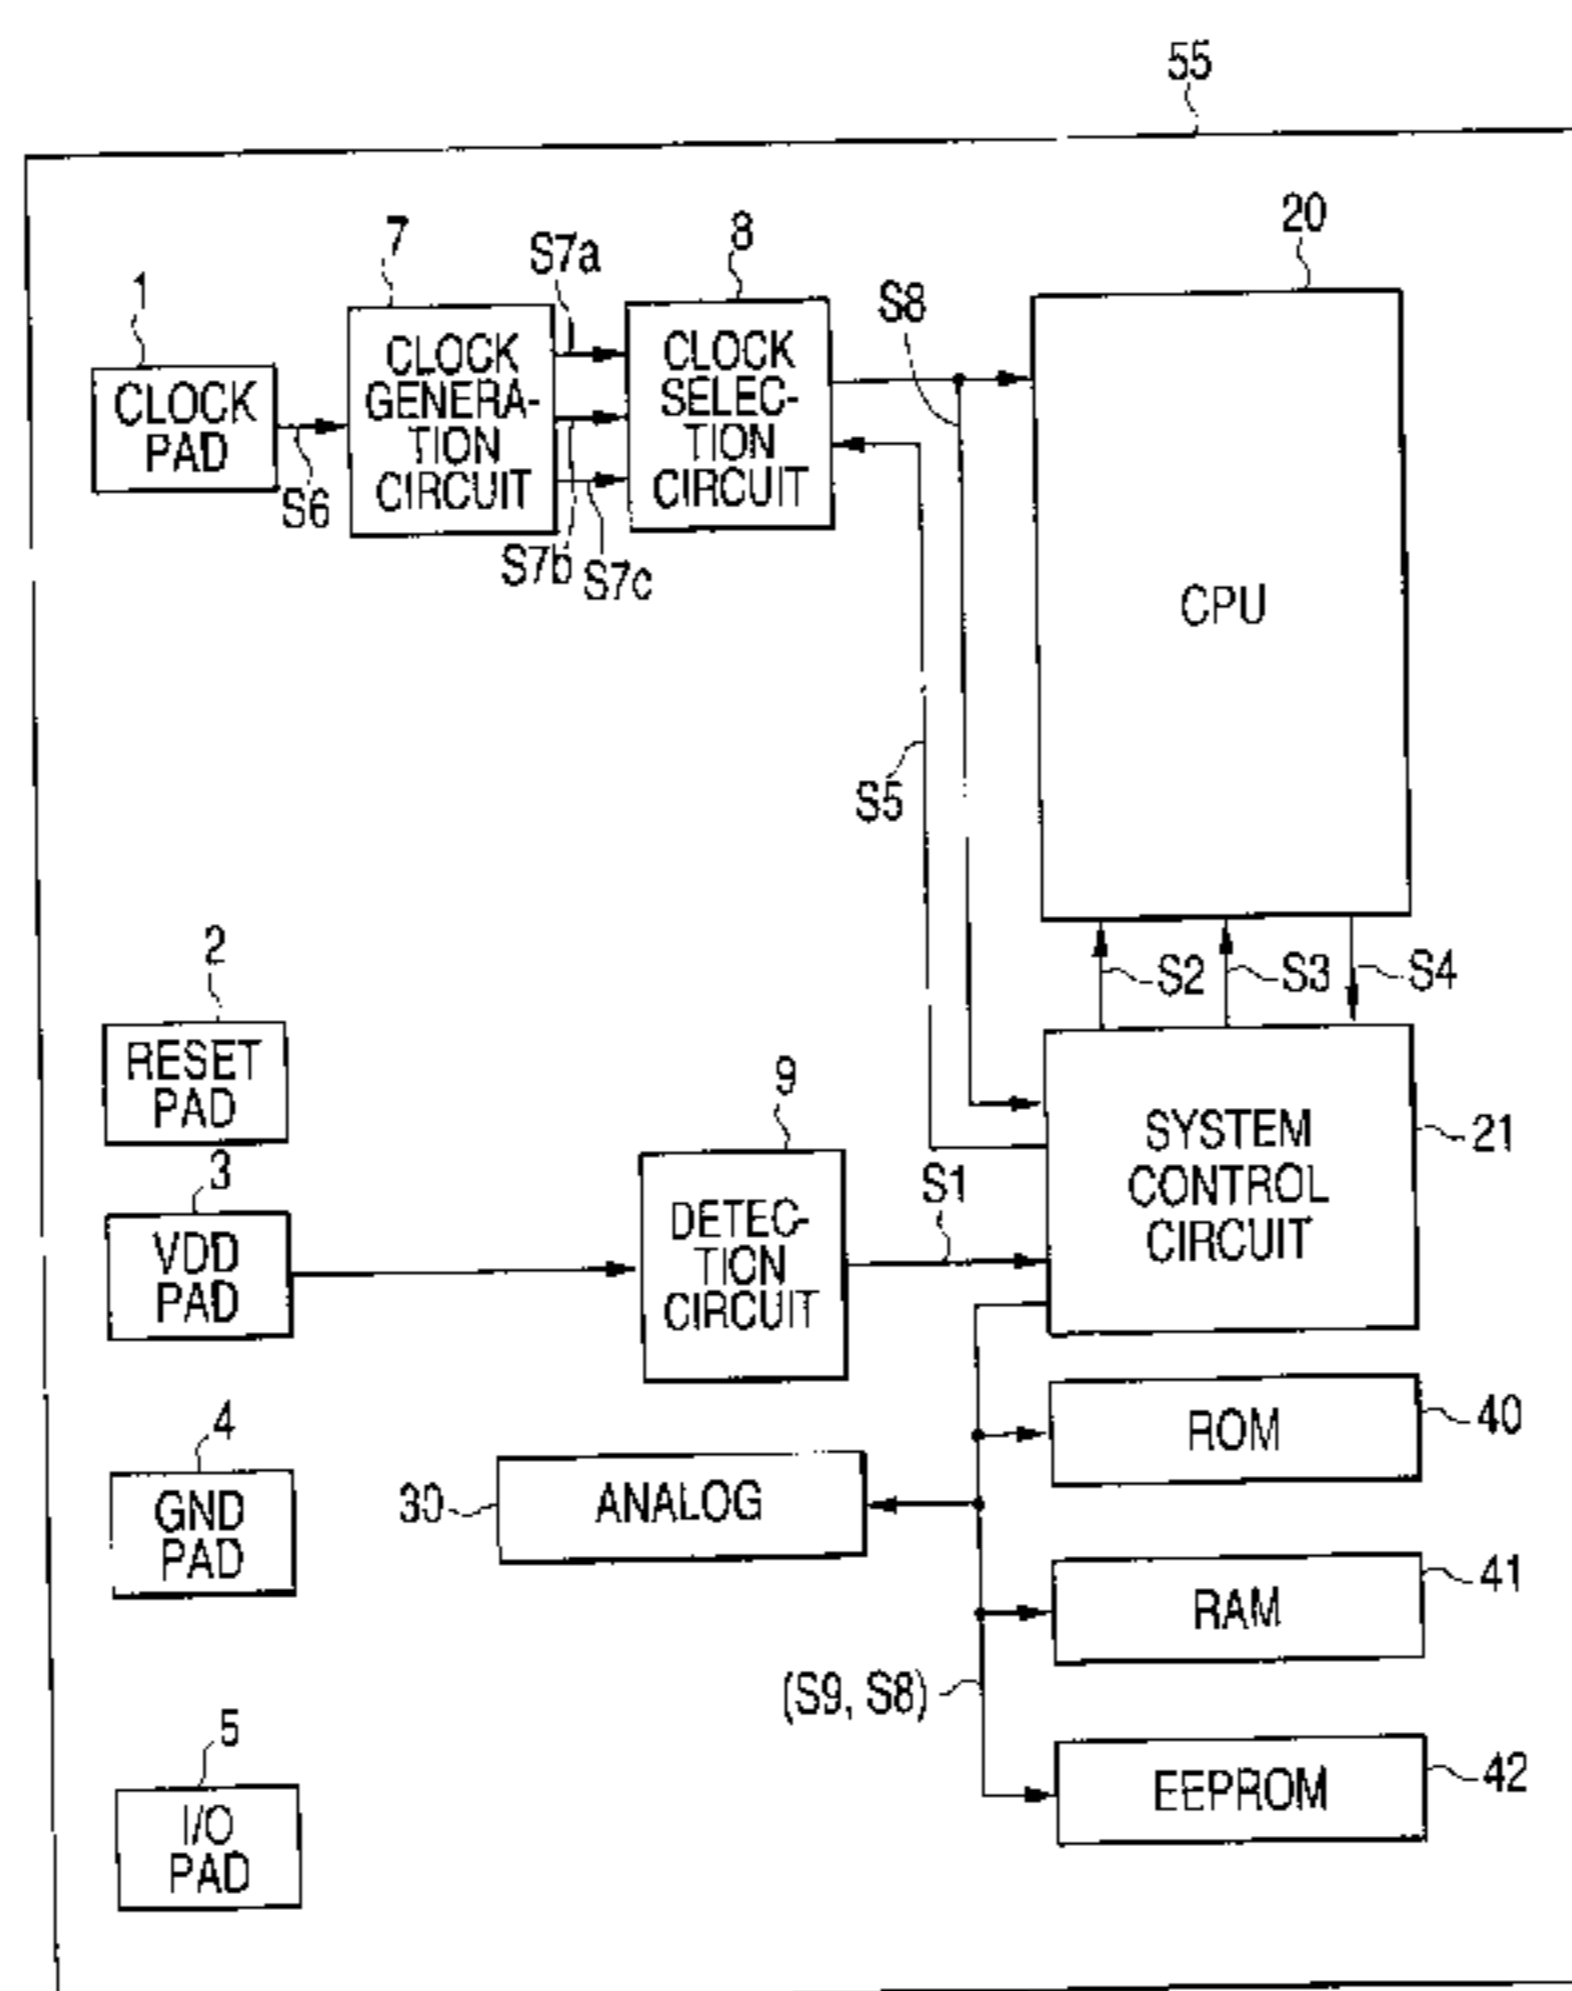 55
20
8
7
S7a
S8
1
CLOCK
PAD
S6
CLOCK
GENERA-
TION
CIRCUIT
CLOCK
SELEC-
TION
CIRCUIT
S7b
S7c
CPU
S5
2
RESET
PAD
S2
S3
S4
9
3
VDD
PAD
DETEC-
TION
CIRCUIT
S1
SYSTEM
CONTROL
CIRCUIT
21
4
GND
PAD
30
ANALOG
ROM
40
RAM
41
(S9, S8)
5
I/O
PAD
EEPROM
42